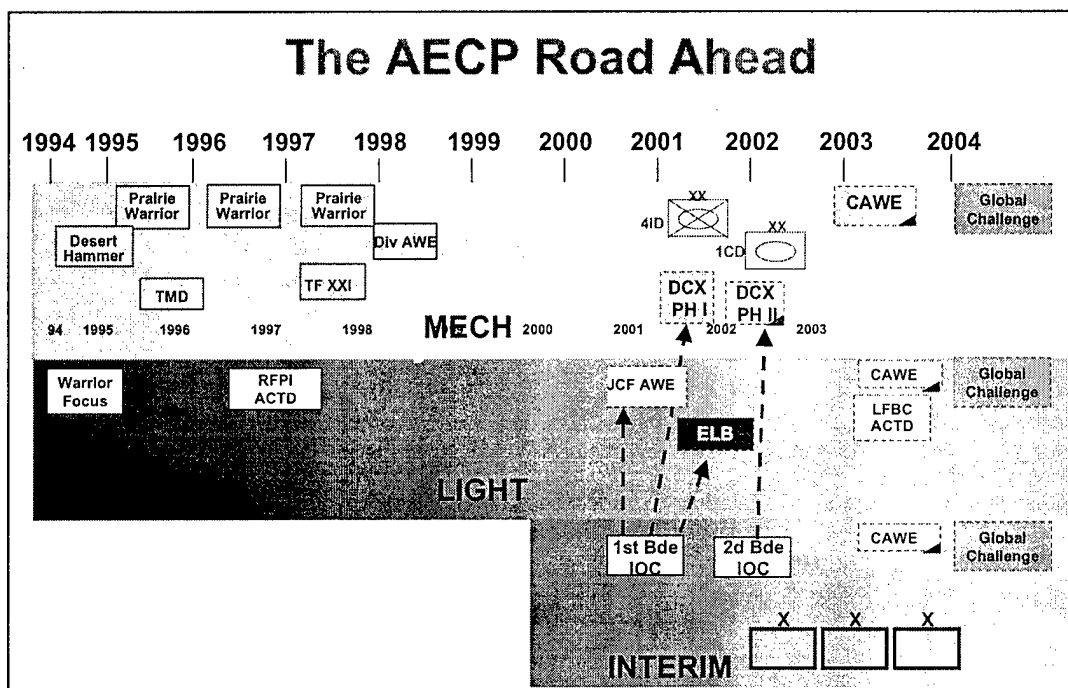 The AECP Road Ahead
1994 1995 1996 1997 1998 1999 2000 2001 2002 2003 2004
Prairie
Warrior
Prairie
Warrior
Prairie
Warrior
XX
4ID
CAWE
Global
Challenge
Desert
Hammer
Div AWE
XX
1CD
TMD
TF XXI
DCX
PH I
DCX
PH II
94 1995 1996 1997 1998 2000 2001 2002 2003
MECH
Warrior
Focus
RFPI
ACTD
JCF AWE
CAWE
Global
Challenge
LFBC
ACTD
ELB
LIGHT
1st Bde
IOC
2d Bde
IOC
CAWE
Global
Challenge
X X X
INTERIM